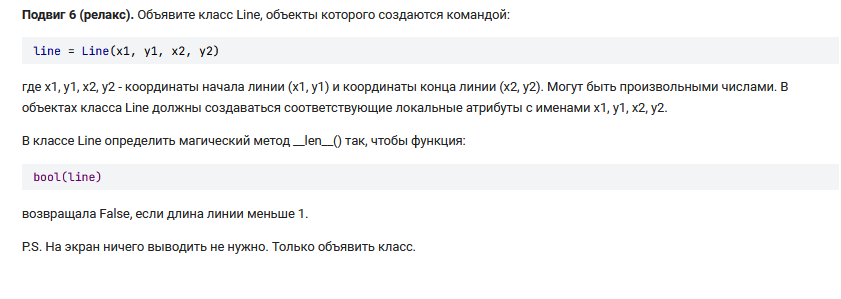 Подвиг 6 (релакс). Объявите класс Line, объекты которого создаются командой:
line = Line(x1, y1, x2, y2)
где x1, y1, x2, y2 - координаты начала линии (x1, y1) и координаты конца линии (x2, y2). Могут быть произвольными числами. В
объектах класса Line должны создаваться соответствующие локальные атрибуты с именами x1, y1, x2, y2.
В классе Line определить магический метод __len__() так, чтобы функция:
bool(line)
возвращала False, если длина линии меньше 1.
P.S. На экран ничего выводить не нужно. Только объявить класс.